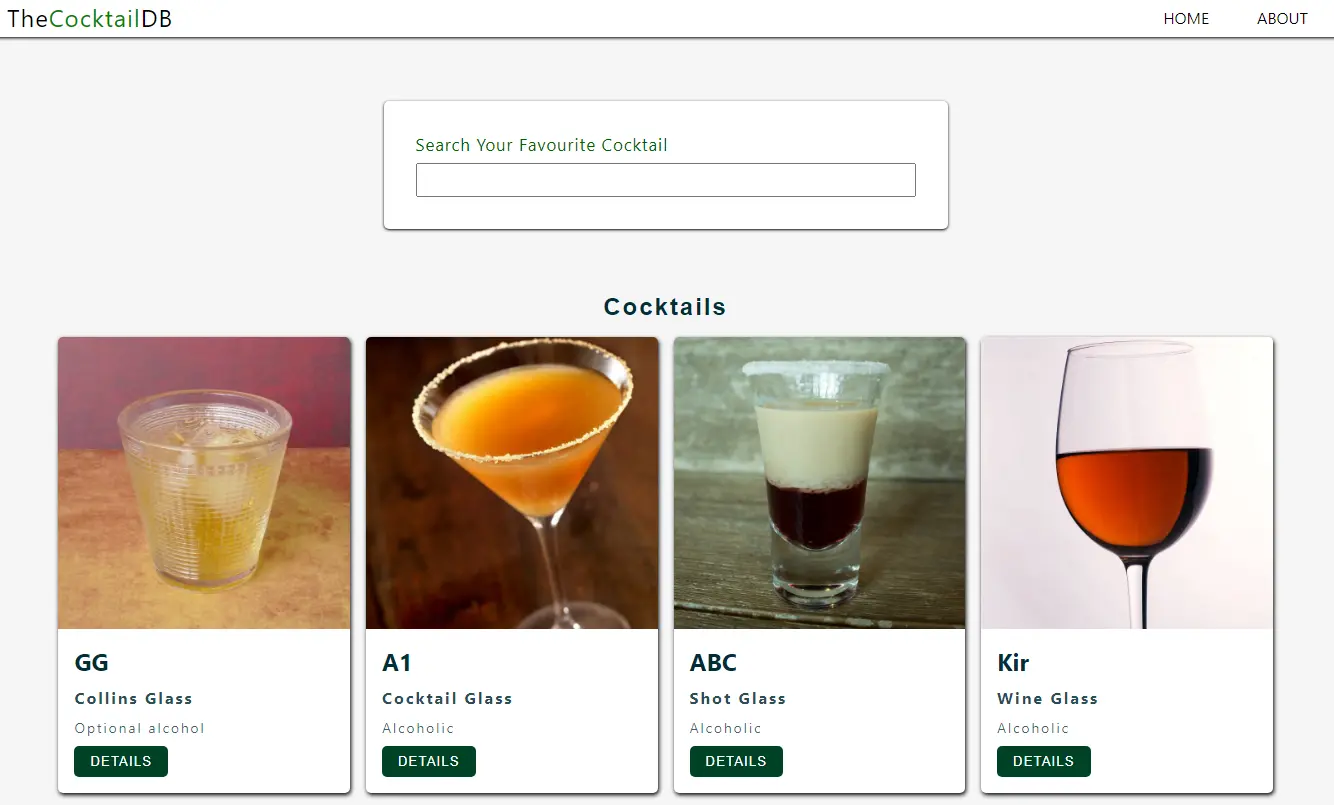 TheCocktailDB
HOME ABOUT
Search Your Favourite Cocktail
Cocktails
GG
Collins Glass
Optional alcohol
DETAILS
A1
Cocktail Glass
Alcoholic
DETAILS
ABC
Shot Glass
Alcoholic
DETAILS
Kir
Wine Glass
Alcoholic
DETAILS